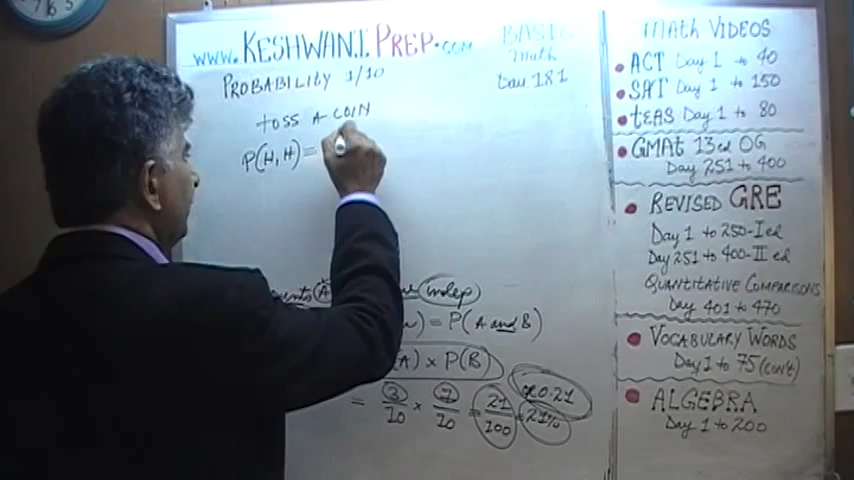 www.KESHWANTPREP.com
PROBABILITY 1/10
BASIC
Math
Day 181
TOSS A COIN
P(H,H)=
indep
) = P(A and B)
(A) × P(B)
= 3/10 × 7/10 = 21/100 = 21%
0.21
Math VIDEOS
ACT Day 1 to 40
SAT Day 1 to 150
tEAS Day 1 to 80
GMAt 13ed OG
Day 251 to 400
REVISED GRE
Day 1 to 250-I ed
Day 251 to 400-II ed
QUANTITATIVE COMPARISONS
Day 401 to 470
VOCABULARY WORDS
Day 1 to 75 (con't)
ALGEBRA
Day 1 to 200